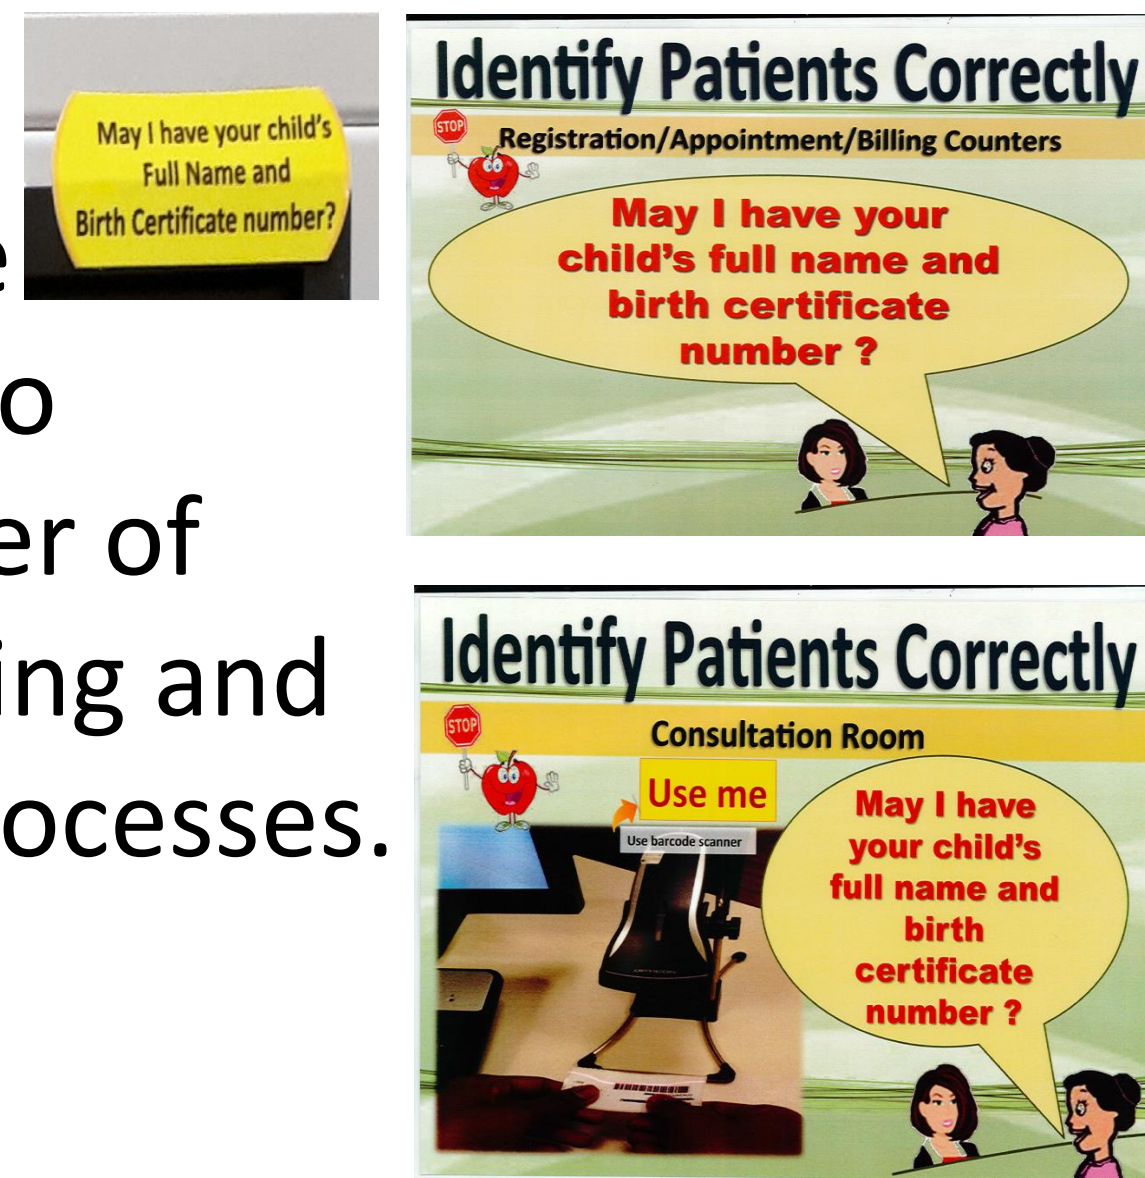 May I have your child's
Full Name and
Birth Certificate number?
e
o
er of
ing and
ocesses.
Identify Patients Correctly
STOP
Registration/Appointment/Billing Counters
May I have your
child's full name and
birth certificate
number ?
Identify Patients Correctly
STOP
Consultation Room
Use me
Use barcode scanner
OPTICON
May I have
your child's
full name and
birth
certificate
number ?